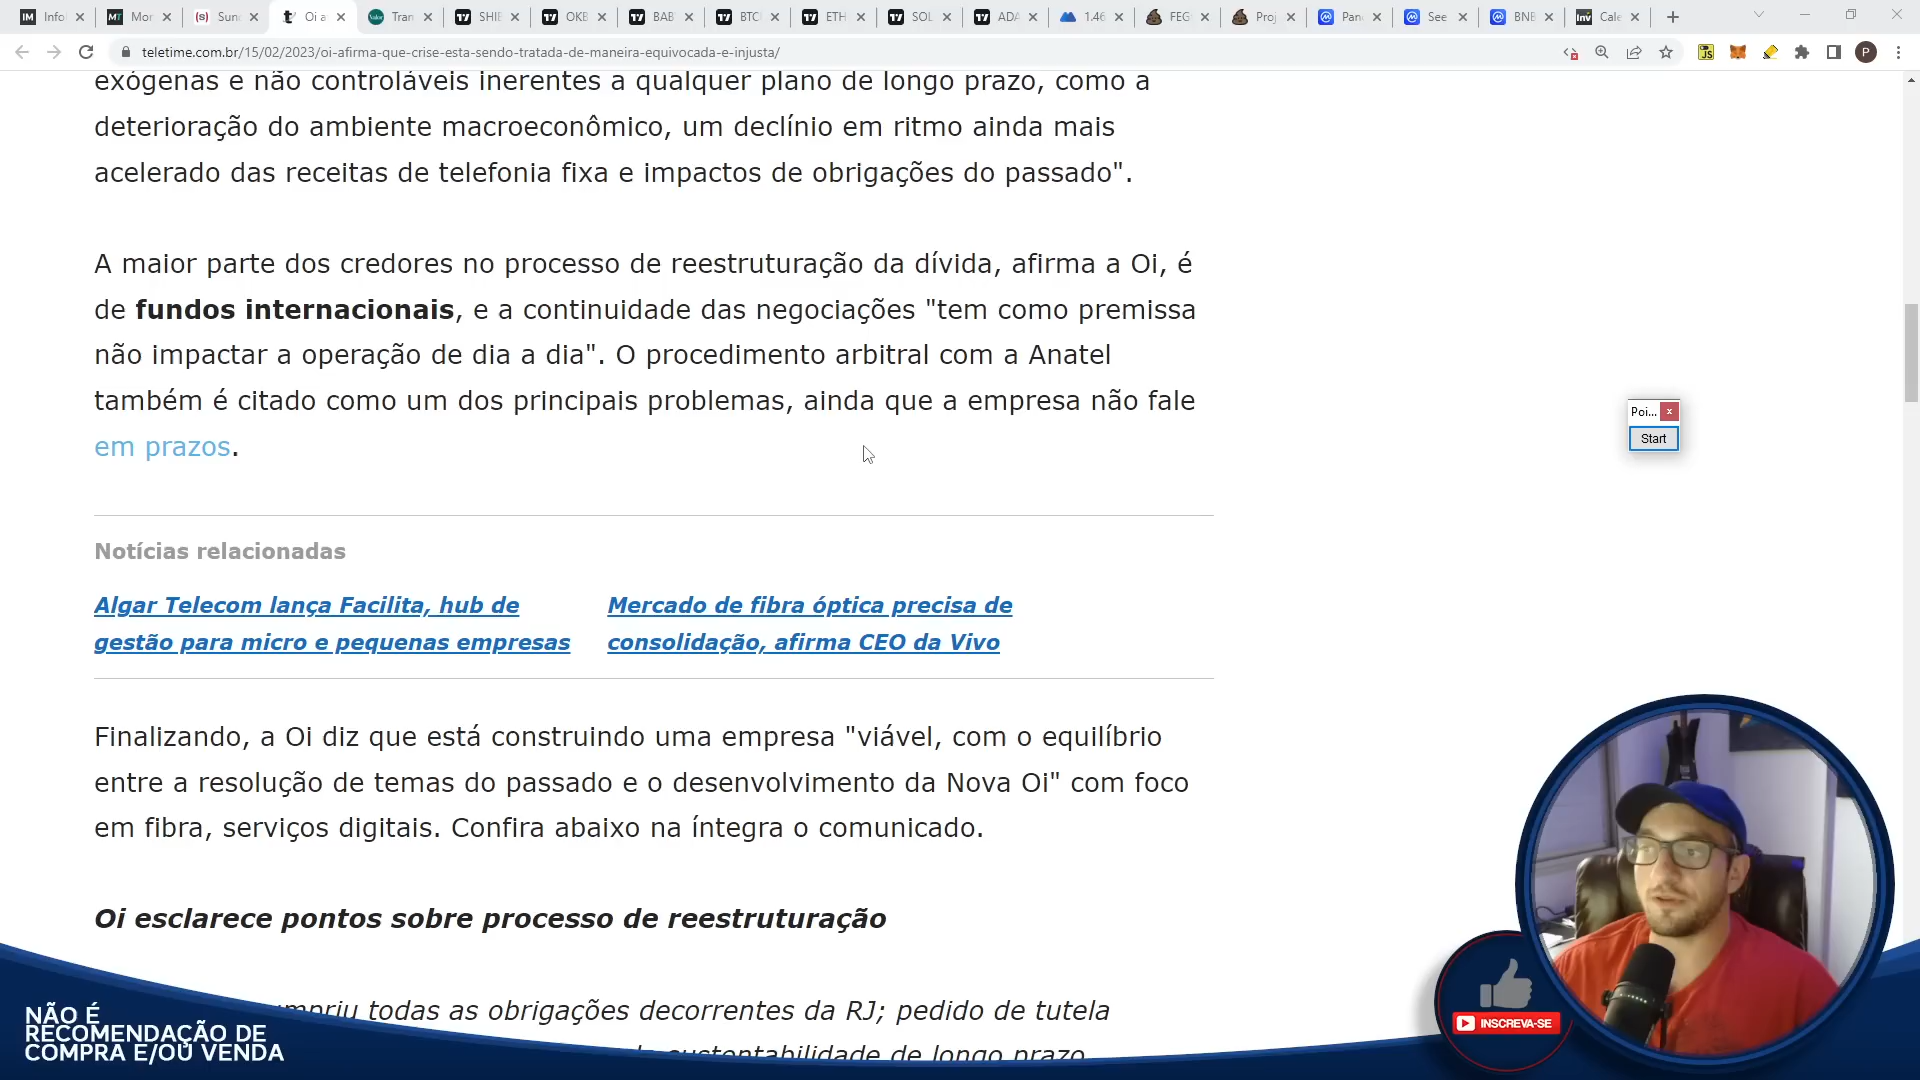 Infol
Mor
Sunc
Oi a
Tran
SHIE
OKB
BAB
BTC
ETH
SOL
ADA
1.46
FEG
Proj
Pan
See
BNB
Cale
teletime.com.br/15/02/2023/oi-afirma-que-crise-esta-sendo-tratada-de-maneira-equivocada-e-injusta/
exógenas e não controláveis inerentes a qualquer plano de longo prazo, como a
deterioração do ambiente macroeconômico, um declínio em ritmo ainda mais
acelerado das receitas de telefonia fixa e impactos de obrigações do passado".
A maior parte dos credores no processo de reestruturação da dívida, afirma a Oi, é
de fundos internacionais, e a continuidade das negociações "tem como premissa
não impactar a operação de dia a dia". O procedimento arbitral com a Anatel
também é citado como um dos principais problemas, ainda que a empresa não fale
em prazos.
Poi...
Start
Notícias relacionadas
Algar Telecom lança Facilita, hub de
gestão para micro e pequenas empresas
Mercado de fibra óptica precisa de
consolidação, afirma CEO da Vivo
Finalizando, a Oi diz que está construindo uma empresa "viável, com o equilíbrio
entre a resolução de temas do passado e o desenvolvimento da Nova Oi" com foco
em fibra, serviços digitais. Confira abaixo na íntegra o comunicado.
Oi esclarece pontos sobre processo de reestruturação
todas as obrigações decorrentes da RJ; pedido de tutela
sustentabilidade de longo prazo
NÃO É
RECOMENDAÇÃO DE
COMPRA E/OU VENDA
INSCREVA-SE